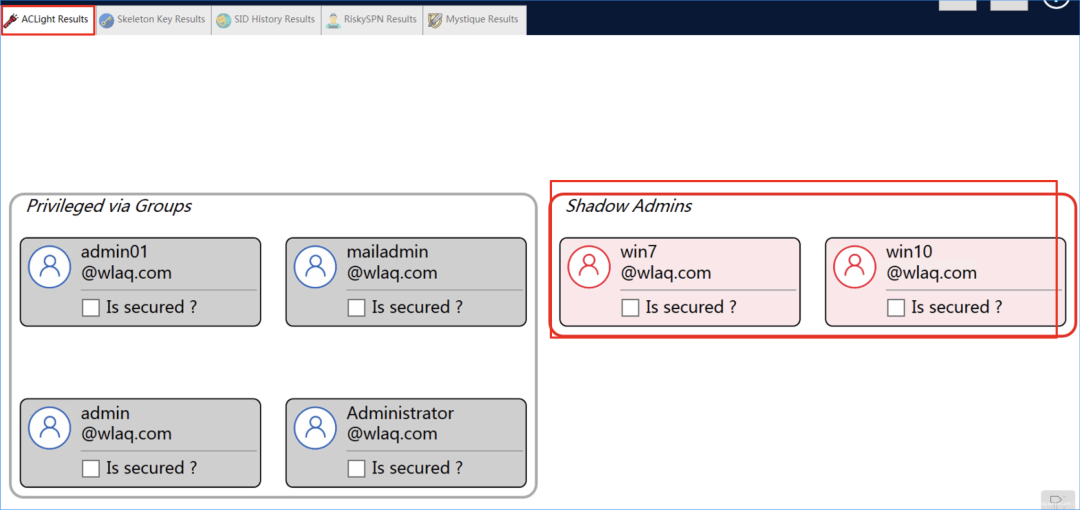 ACLight Results
Skeleton Key Results
SID History Results
RiskySPN Results
Mystique Results
Privileged via Groups
admin01
@wlaq.com
Is secured ?
mailadmin
@wlaq.com
Is secured ?
admin
@wlaq.com
Is secured ?
Administrator
@wlaq.com
Is secured ?
Shadow Admins
win7
@wlaq.com
Is secured ?
win10
@wlaq.com
Is secured ?